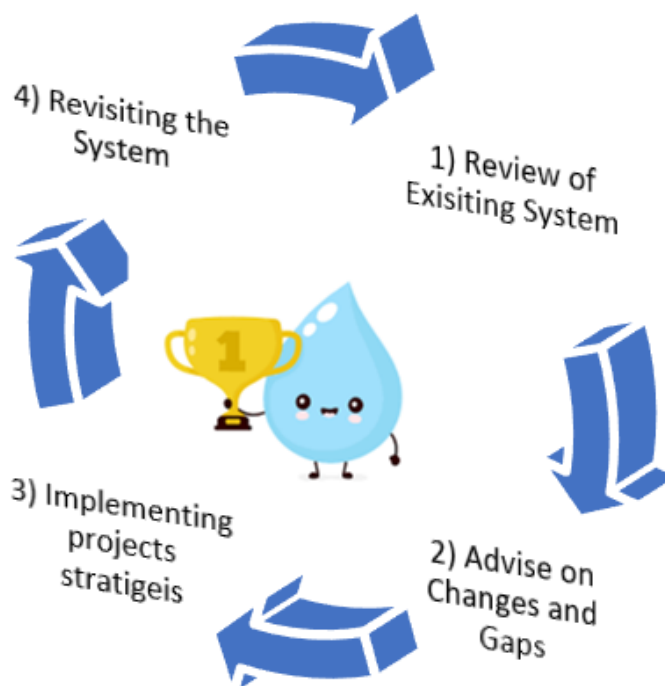 1) Review of
Exisiting System
2) Advise on
Changes and
Gaps
3) Implementing
projects
stratigeis
4) Revisiting the
System
1